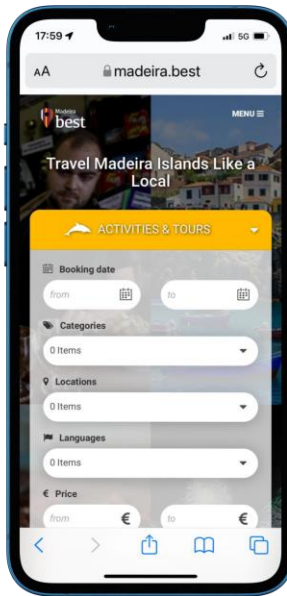 17:59
5G
AA
madeira.best
Madeira
best
MENU
Travel Madeira Islands Like a
Local
ACTIVITIES & TOURS
Booking date
from
to
Categories
0 Items
Locations
0 Items
Languages
0 Items
€ Price
from €
to €